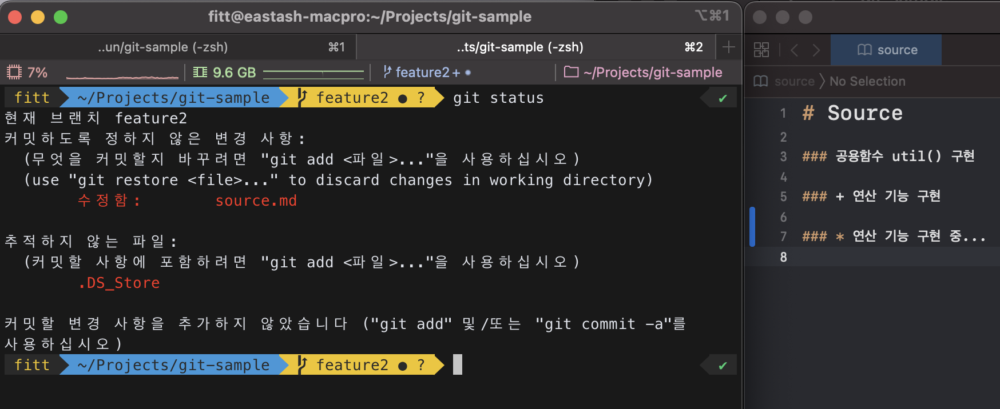 fitt@eastash-macpro:~/Projects/git-sample
⌥⌘1
..un/git-sample (-zsh) ⌘1
..ts/git-sample (-zsh) ⌘2
7%
9.6 GB
feature2+
~/Projects/git-sample
fitt ~/Projects/git-sample feature2 ● ? git status ✔
현재 브랜치 feature2
커밋하도록 정하지 않은 변경 사항:
(무엇을 커밋할지 바꾸려면 "git add <파일>..."을 사용하십시오)
(use "git restore <file>..." to discard changes in working directory)
수정함: source.md
추적하지 않는 파일:
(커밋할 사항에 포함하려면 "git add <파일>..."을 사용하십시오)
.DS_Store
커밋할 변경 사항을 추가하지 않았습니다 ("git add" 및/또는 "git commit -a"를
사용하십시오)
fitt ~/Projects/git-sample feature2 ● ? ✔
source
source 〉No Selection
1 # Source
2
3 ### 공용함수 util() 구현
4
5 ### + 연산 기능 구현
6
7 ### * 연산 기능 구현 중...
8